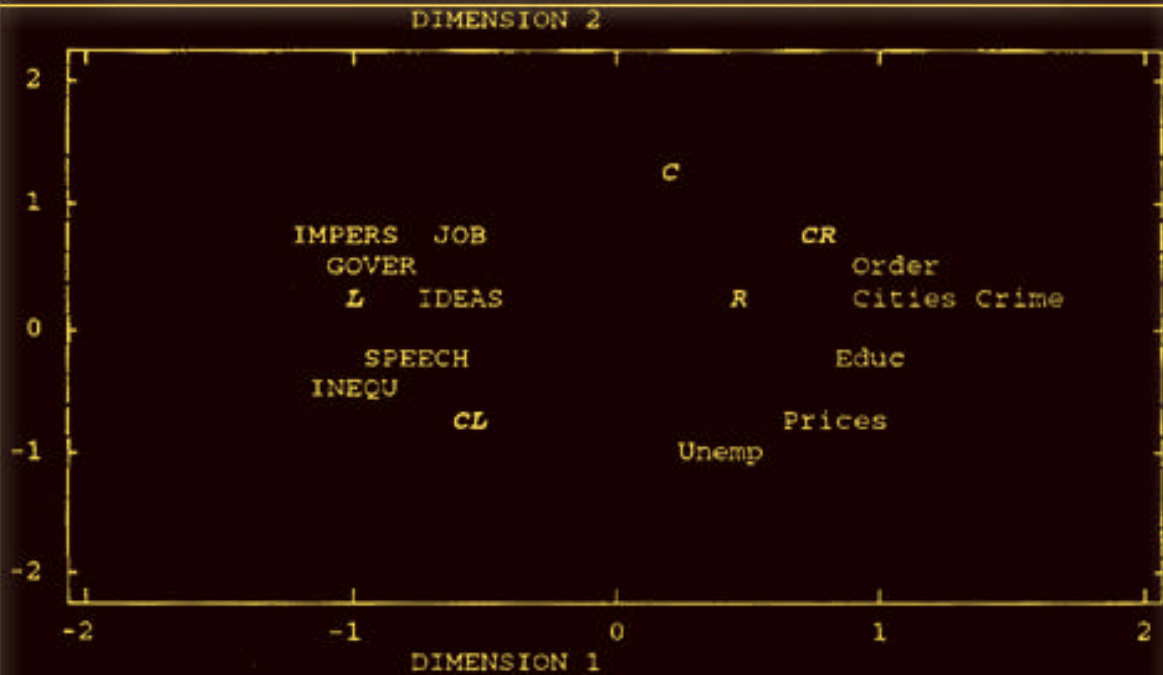 DIMENSION 2
2
C
1
IMPERS JOB CR
GOVER Order
L IDEAS R Cities Crime
0
SPEECH Educ
INEQU
CL Prices
-1 Unemp
-2
-2 -1 0 1 2
DIMENSION 1